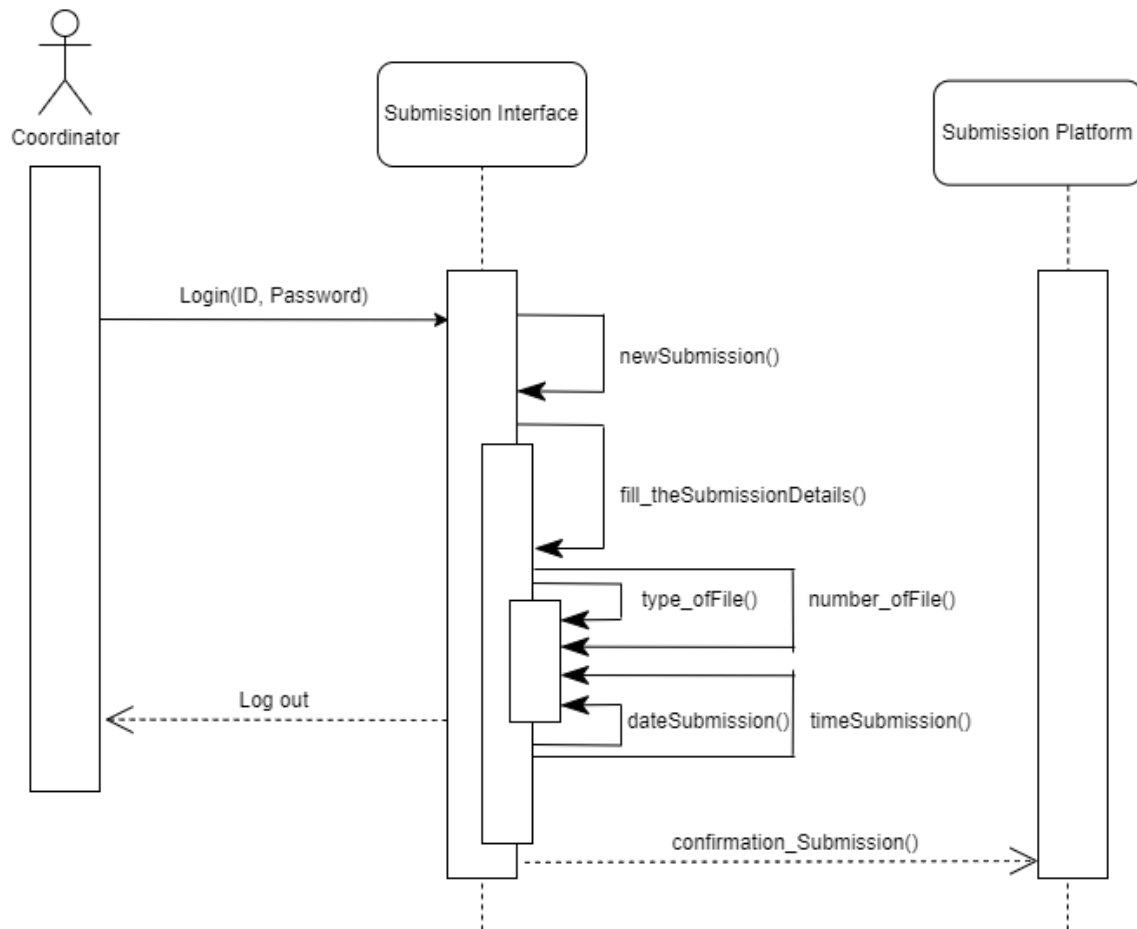 Coordinator
Submission Interface
Submission Platform
Login(ID, Password)
newSubmission()
fill_theSubmissionDetails()
type_ofFile()
number_ofFile()
Log out
dateSubmission()
timeSubmission()
confirmation_Submission()